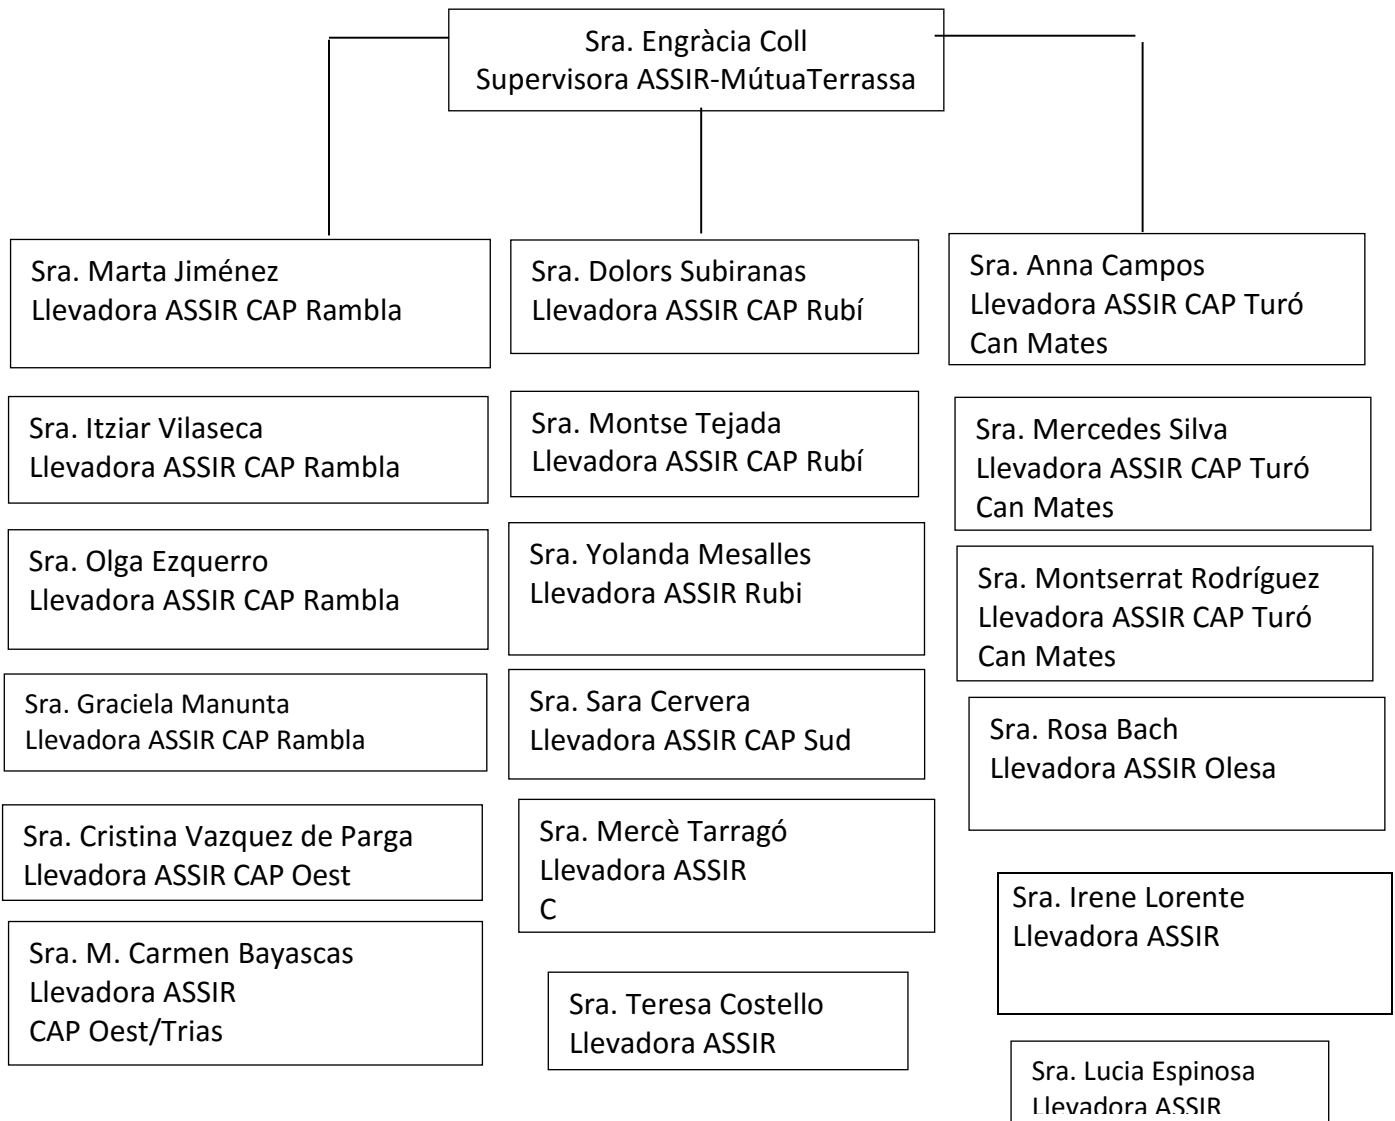 Sra. Engràcia Coll
Supervisora ASSIR-MútuaTerrassa
Sra. Marta Jiménez
Llevadora ASSIR CAP Rambla
Sra. Itziar Vilaseca
Llevadora ASSIR CAP Rambla
Sra. Olga Ezquerro
Llevadora ASSIR CAP Rambla
Sra. Graciela Manunta
Llevadora ASSIR CAP Rambla
Sra. Cristina Vazquez de Parga
Llevadora ASSIR CAP Oest
Sra. M. Carmen Bayascas
Llevadora ASSIR
CAP Oest/Trias
Sra. Dolors Subiranas
Llevadora ASSIR CAP Rubí
Sra. Montse Tejada
Llevadora ASSIR CAP Rubí
Sra. Yolanda Mesalles
Llevadora ASSIR Rubi
Sra. Sara Cervera
Llevadora ASSIR CAP Sud
Sra. Mercè Tarragó
Llevadora ASSIR
C
Sra. Teresa Costello
Llevadora ASSIR
Sra. Anna Campos
Llevadora ASSIR CAP Turó
Can Mates
Sra. Mercedes Silva
Llevadora ASSIR CAP Turó
Can Mates
Sra. Montserrat Rodríguez
Llevadora ASSIR CAP Turó
Can Mates
Sra. Rosa Bach
Llevadora ASSIR Olesa
Sra. Irene Lorente
Llevadora ASSIR
Sra. Lucia Espinosa
Llevadora ASSIR